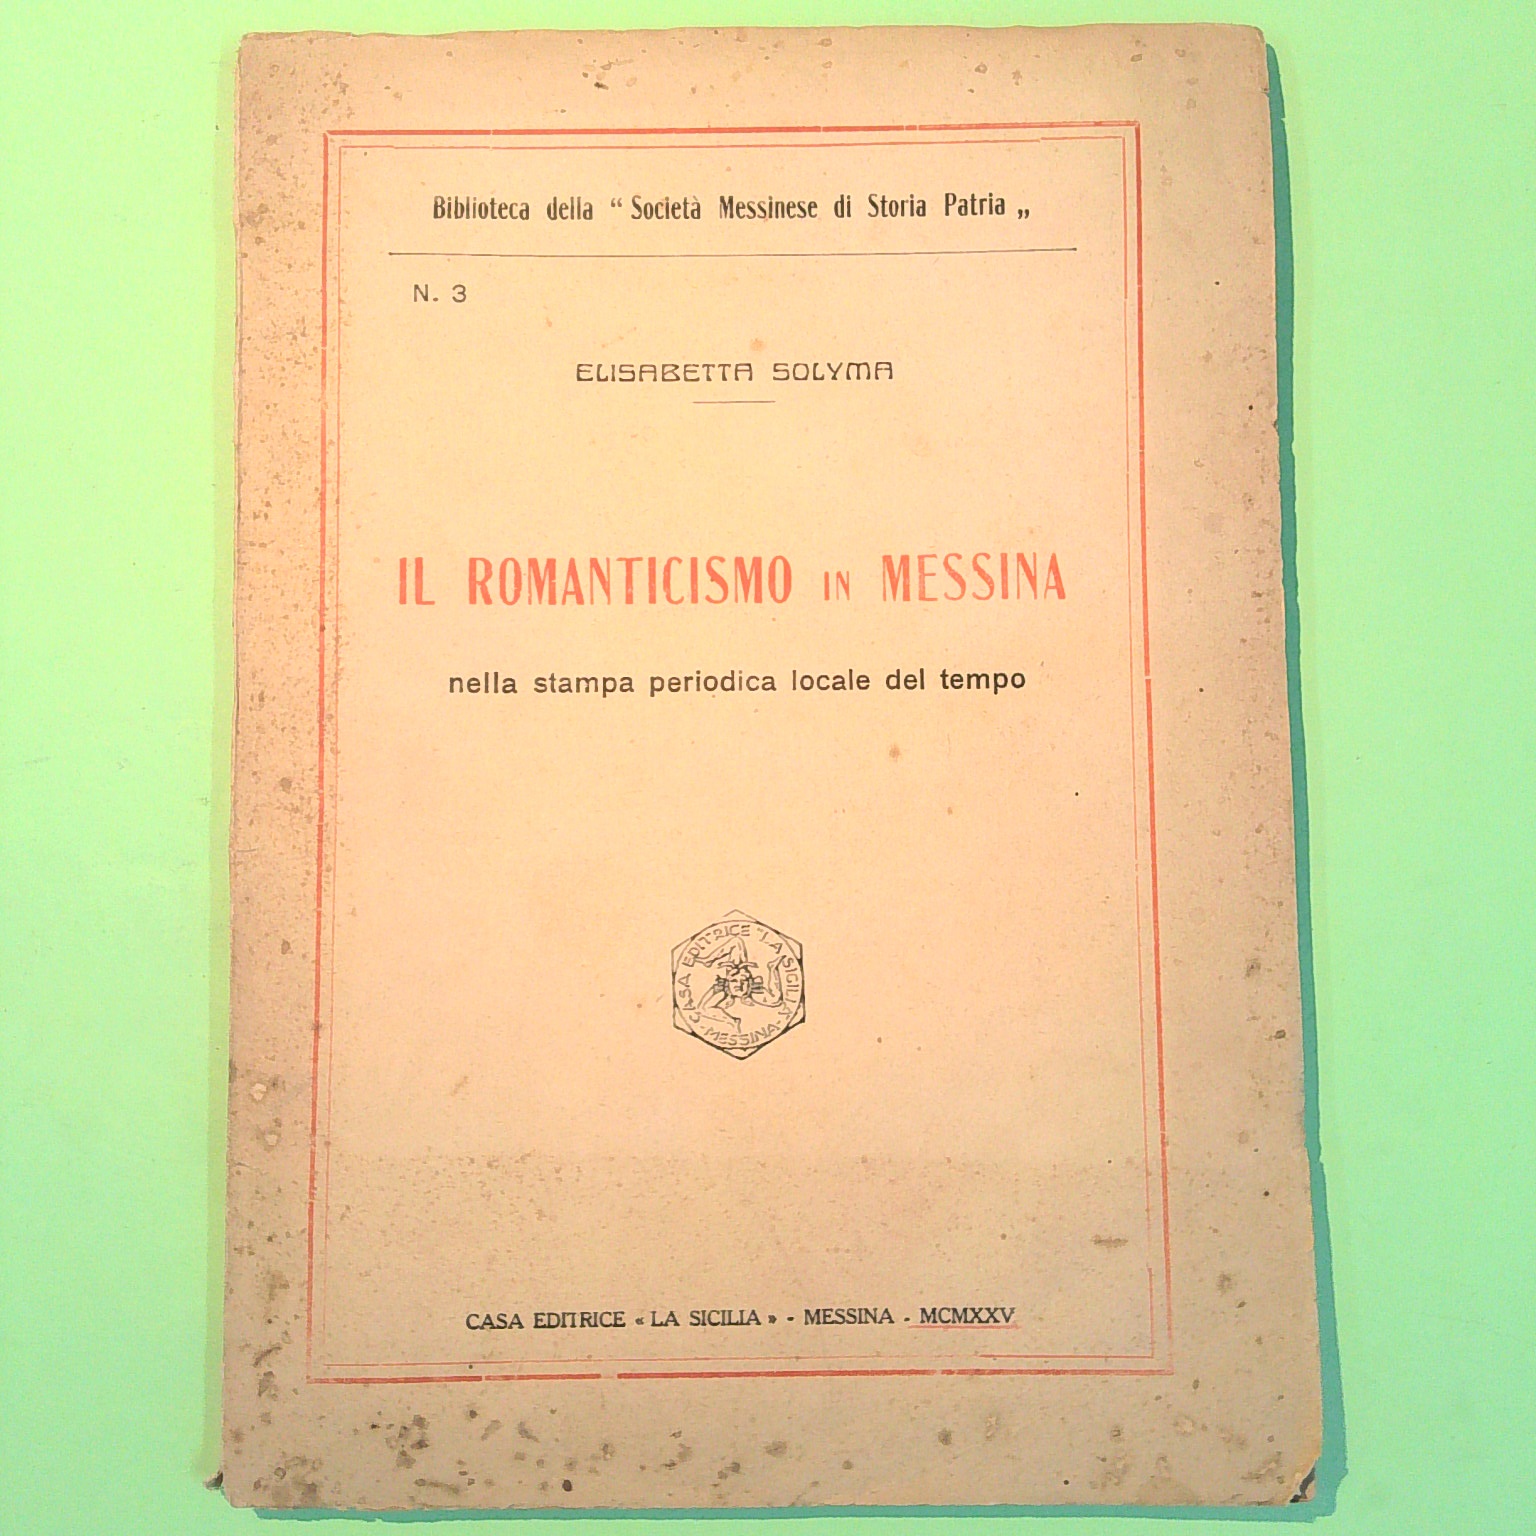 Biblioteca della “ Società Messinese di Storia Patria „
N. 3
ELISABETTA SOLYMA
IL ROMANTICISMO IN MESSINA
nella stampa periodica locale del tempo
CASA EDITRICE "LA SICILIA"
- MESSINA -
CASA EDITRICE « LA SICILIA » - MESSINA - MCMXXV